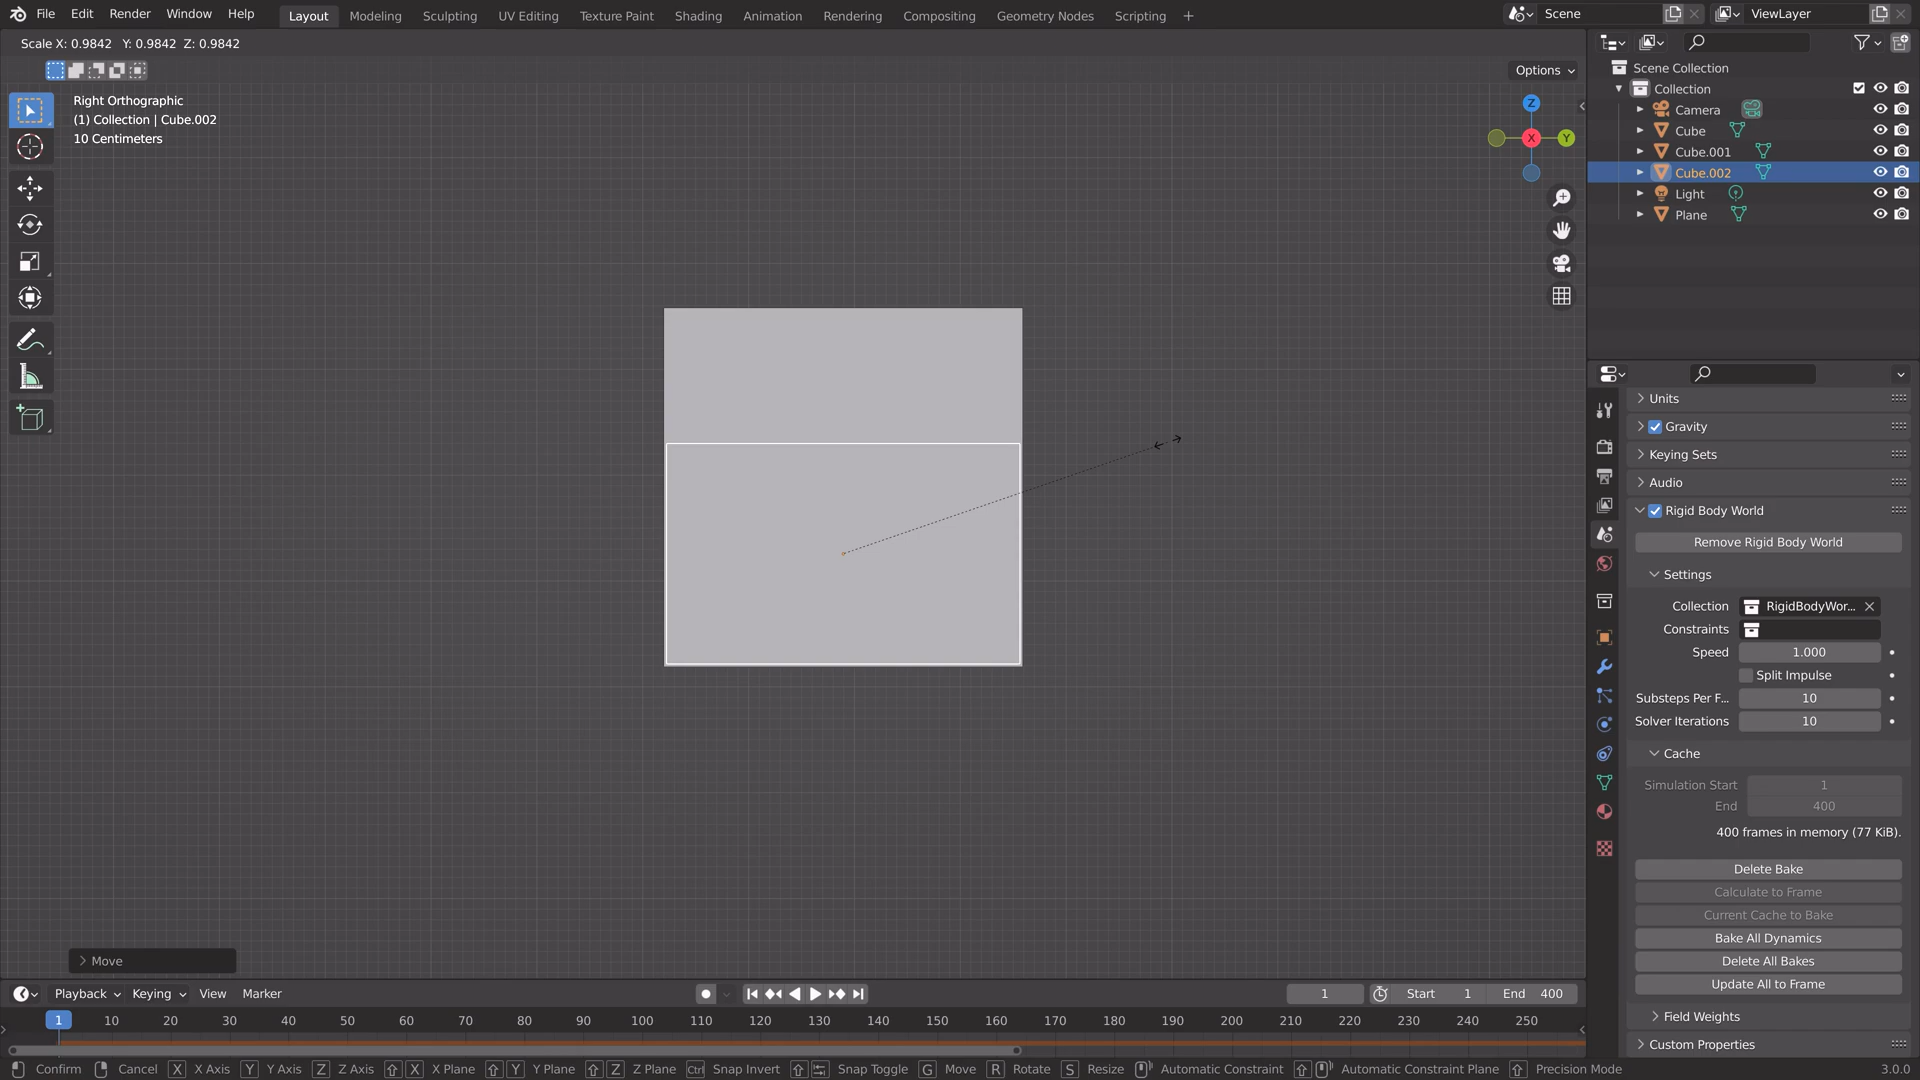 File Edit Render Window Help Layout Modeling Sculpting UV Editing Texture Paint Shading Animation Rendering Compositing Geometry Nodes Scripting + Scene ViewLayer
Scale X: 0.9842 Y: 0.9842 Z: 0.9842
Options
Right Orthographic
(1) Collection | Cube.002
10 Centimeters
Z
X
Y
Scene Collection
Collection
Camera
Cube
Cube.001
Cube.002
Light
Plane
Units
Gravity
Keying Sets
Audio
Rigid Body World
Remove Rigid Body World
Settings
Collection RigidBodyWor...
Constraints
Speed 1.000
Split Impulse
Substeps Per F... 10
Solver Iterations 10
Cache
Simulation Start 1
End 400
400 frames in memory (77 KiB).
Delete Bake
Calculate to Frame
Current Cache to Bake
Bake All Dynamics
Delete All Bakes
Update All to Frame
Field Weights
Custom Properties
Move
Playback Keying View Marker 1 Start 1 End 400
1 10 20 30 40 50 60 70 80 90 100 110 120 130 140 150 160 170 180 190 200 210 220 230 240 250
Confirm Cancel X X Axis Y Y Axis Z Z Axis X X Plane Y Y Plane Z Z Plane Ctrl Snap Invert Snap Toggle G Move R Rotate S Resize Automatic Constraint Automatic Constraint Plane Precision Mode 3.0.0